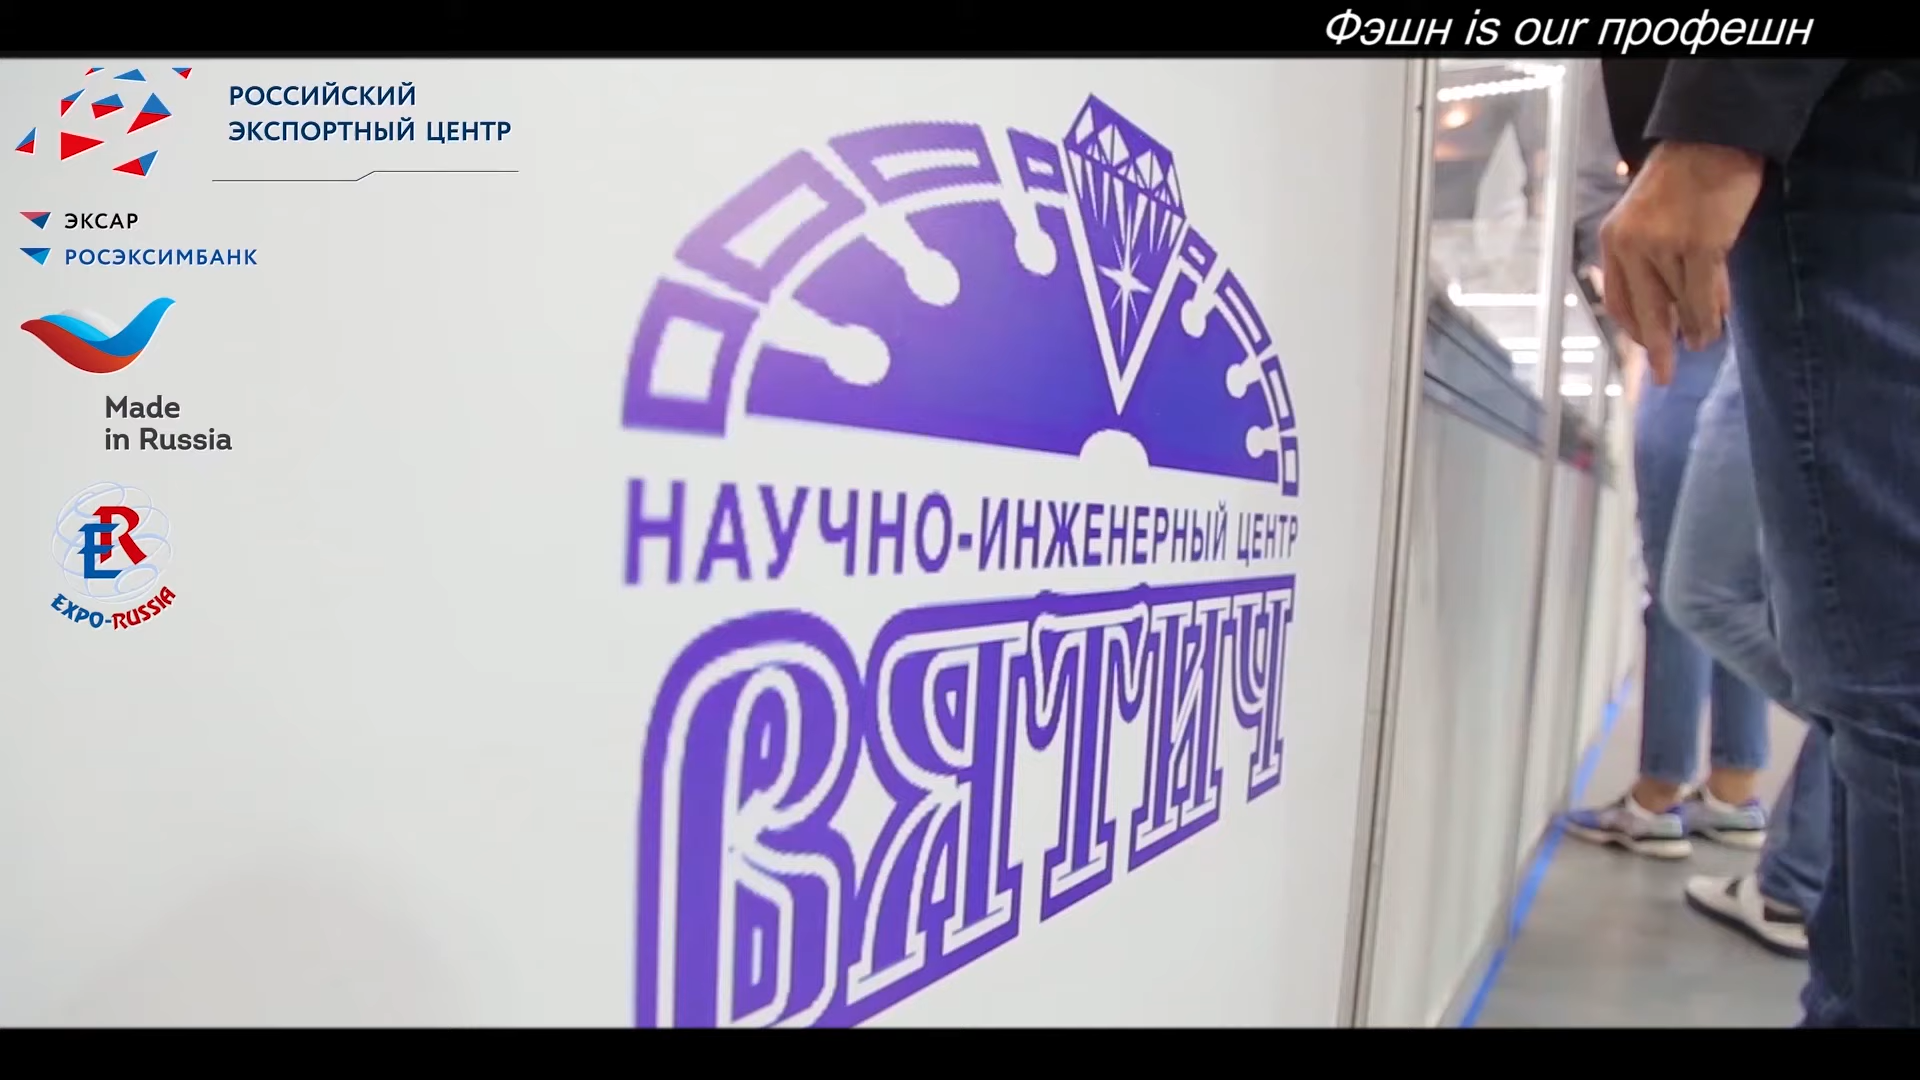 Фэшн is our профешн
РОССИЙСКИЙ
ЭКСПОРТНЫЙ ЦЕНТР
ЭКСАР
РОСЭКСИМБАНК
Made
in Russia
ER
EXPO-RUSSIA
НАУЧНО-ИНЖЕНЕРНЫЙ ЦЕНТР
ВЯТИЧ